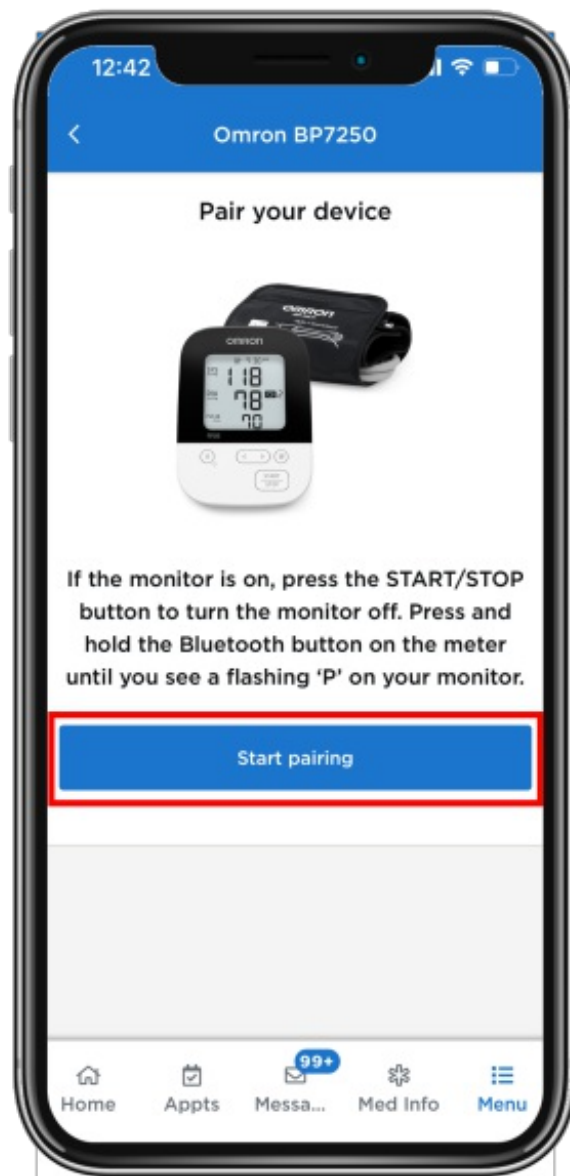 12:42
Omron BP7250
Pair your device
OMRON
OMRON
118
78
70
If the monitor is on, press the START/STOP
button to turn the monitor off. Press and
hold the Bluetooth button on the meter
until you see a flashing ‘P’ on your monitor.
Start pairing
99+
Home Appts Messa... Med Info Menu